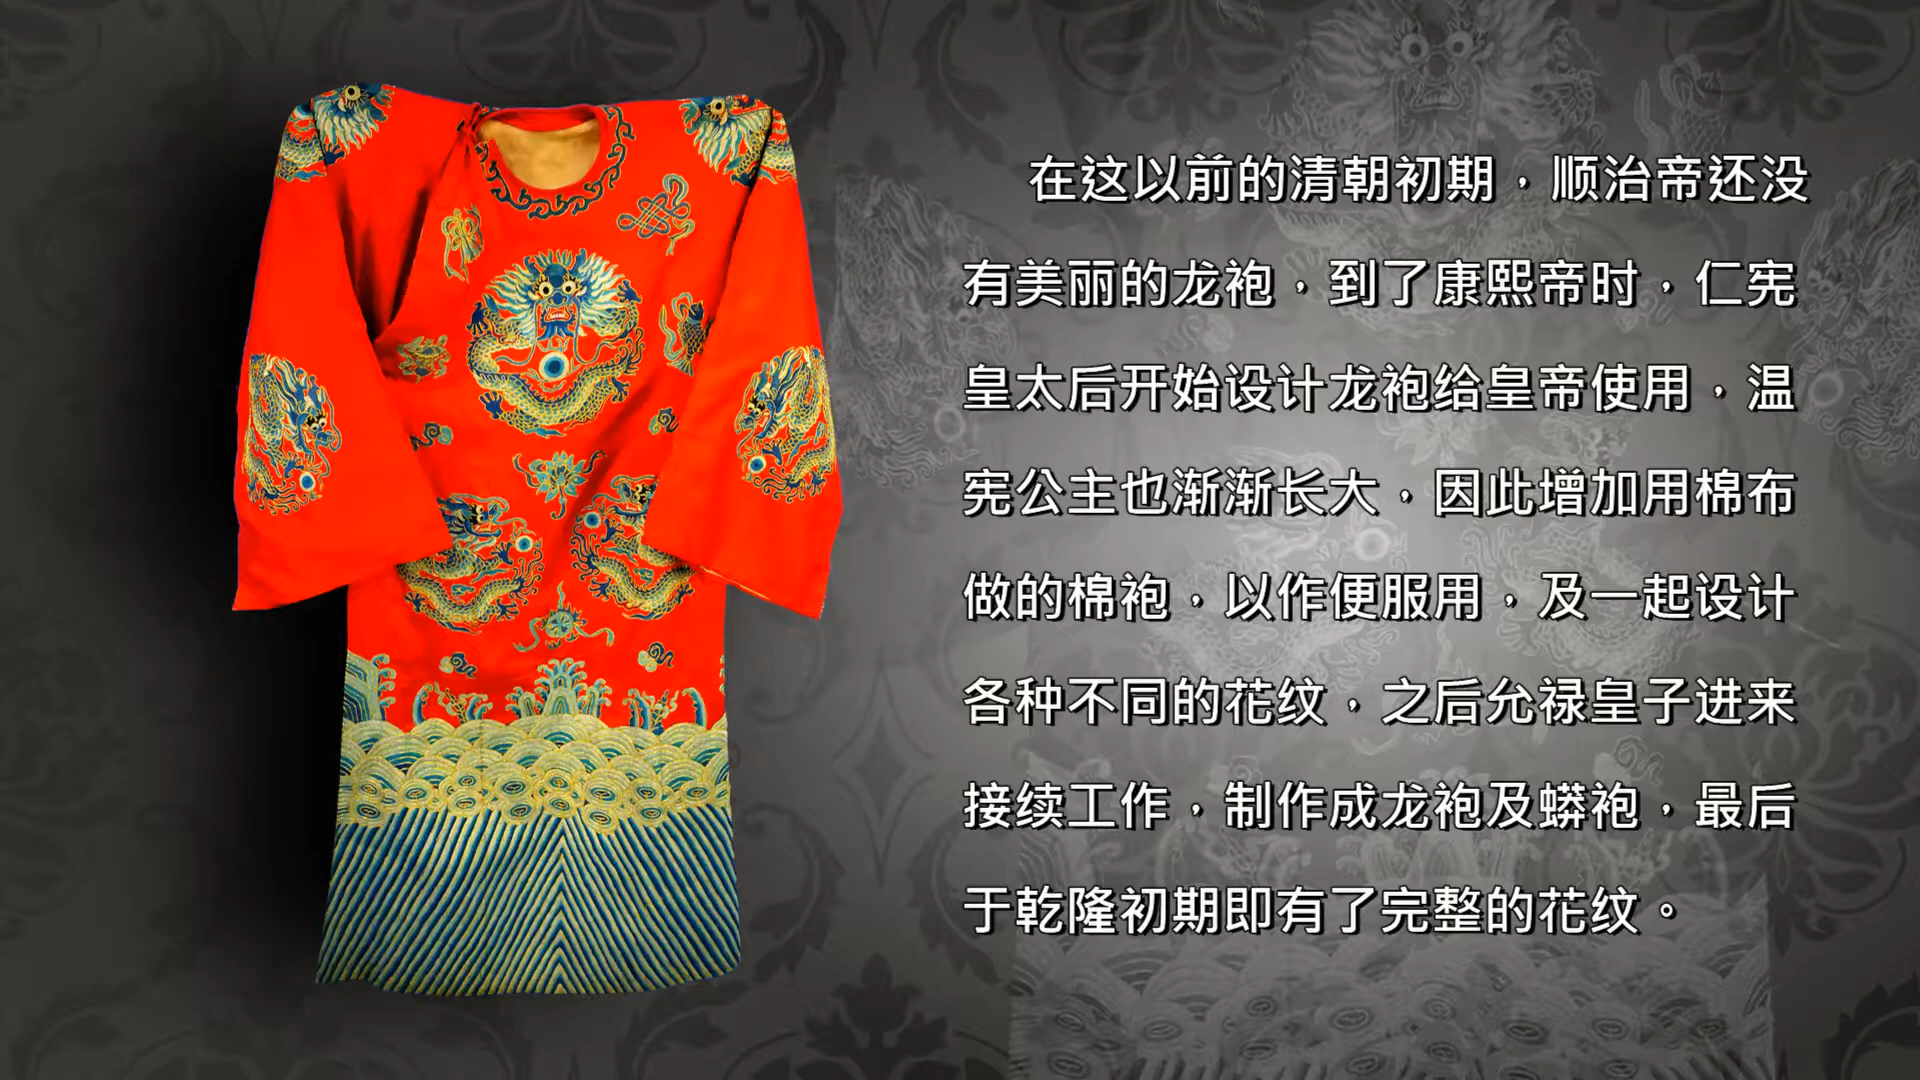 在这以前的清朝初期，顺治帝还没
有美丽的龙袍，到了康熙帝时，仁宪
皇太后开始设计龙袍给皇帝使用，温
宪公主也渐渐长大，因此增加用棉布
做的棉袍，以作便服用，及一起设计
各种不同的花纹，之后允禄皇子进来
接续工作，制作成龙袍及蟒袍，最后
于乾隆初期即有了完整的花纹。